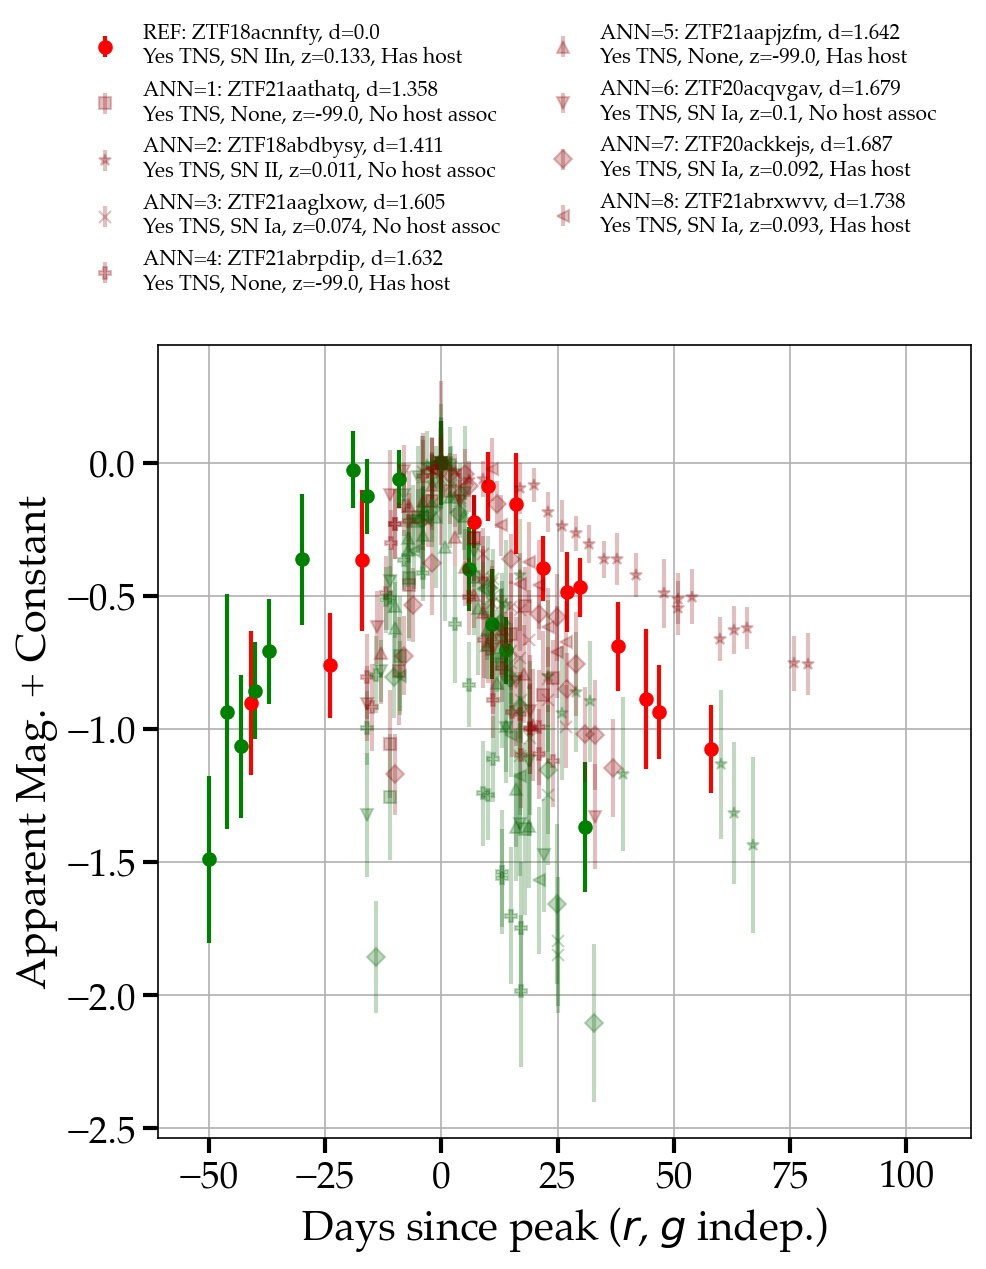 REF: ZTF18acnnfty, d=0.0
Yes TNS, SN IIn, z=0.133, Has host
ANN=1: ZTF21aathatq, d=1.358
Yes TNS, None, z=-99.0, No host assoc
ANN=2: ZTF18abdbysy, d=1.411
Yes TNS, SN II, z=0.011, No host assoc
ANN=3: ZTF21aaglxow, d=1.605
Yes TNS, SN Ia, z=0.074, No host assoc
ANN=4: ZTF21abrpdip, d=1.632
Yes TNS, None, z=-99.0, Has host
ANN=5: ZTF21aapjzfm, d=1.642
Yes TNS, None, z=-99.0, Has host
ANN=6: ZTF20acqvgav, d=1.679
Yes TNS, SN Ia, z=0.1, No host assoc
ANN=7: ZTF20ackkejs, d=1.687
Yes TNS, SN Ia, z=0.092, Has host
ANN=8: ZTF21abrxwvv, d=1.738
Yes TNS, SN Ia, z=0.093, Has host
Apparent Mag. + Constant
0.0
−0.5
−1.0
−1.5
−2.0
−2.5
−50 −25 0 25 50 75 100
Days since peak (r, g indep.)